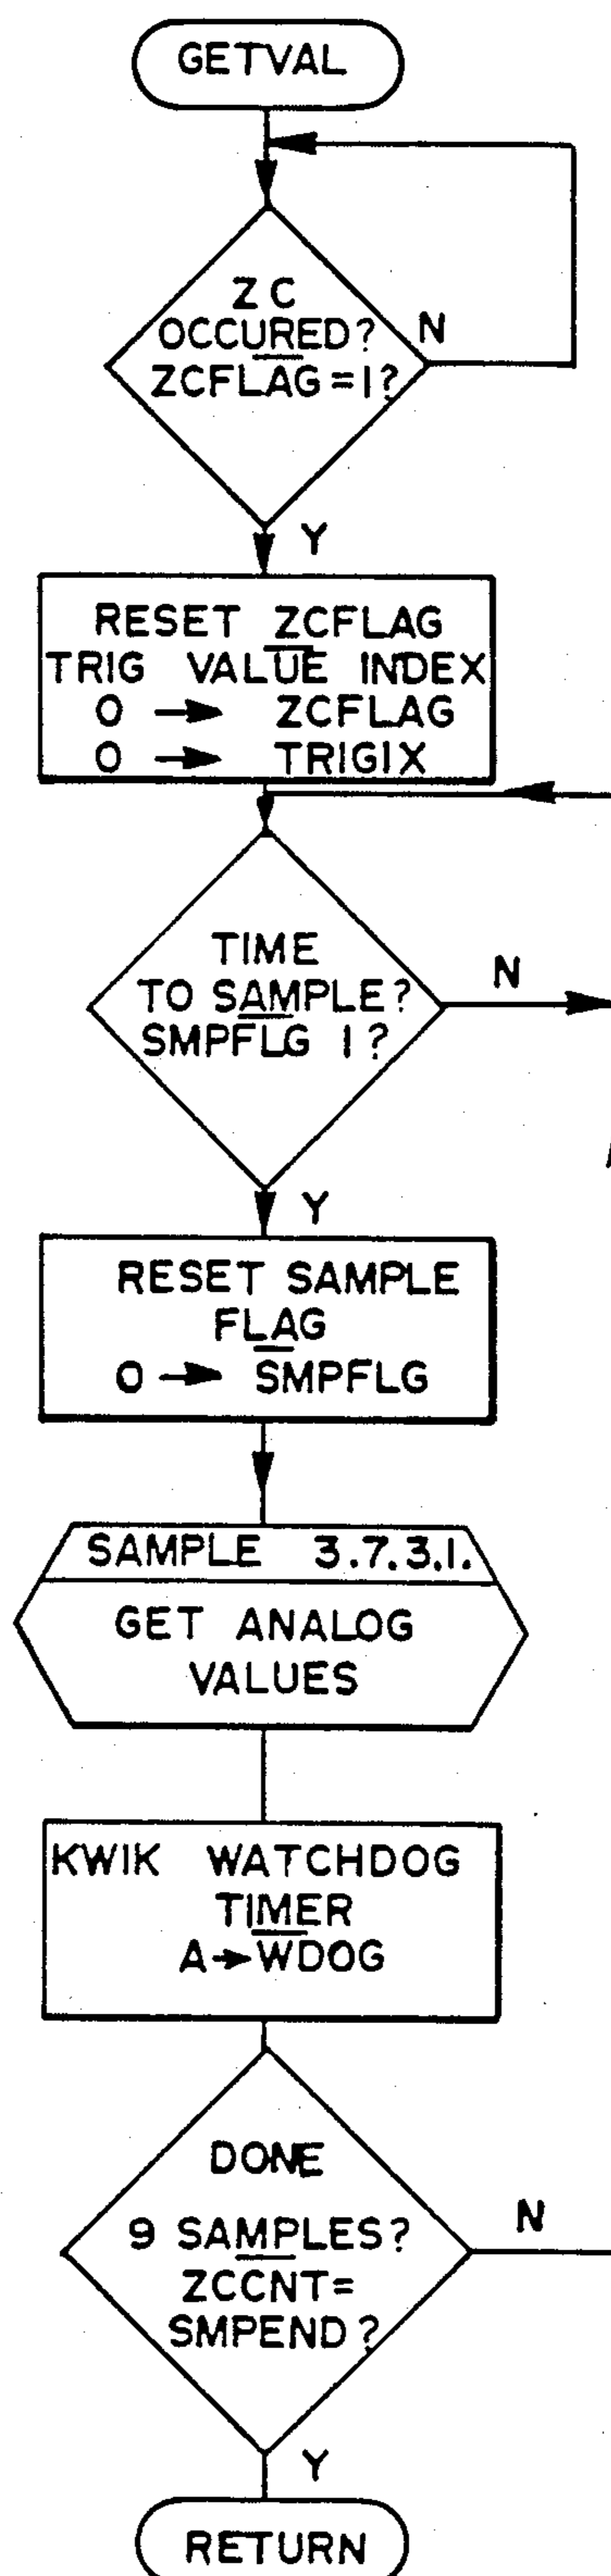 GETVAL
ZC
OCCURED?
ZCFLAG=1?
N
Y
RESET ZCFLAG
TRIG VALUE INDEX
0 → ZCFLAG
0 → TRIGIX
TIME
TO SAMPLE?
SMPFLG 1?
N
Y
RESET SAMPLE
FLAG
0 → SMPFLG
SAMPLE 3.7.3.1.
GET ANALOG
VALUES
KWIK WATCHDOG
TIMER
A→WDOG
DONE
9 SAMPLES?
ZCCNT=
SMPEND?
N
Y
RETURN